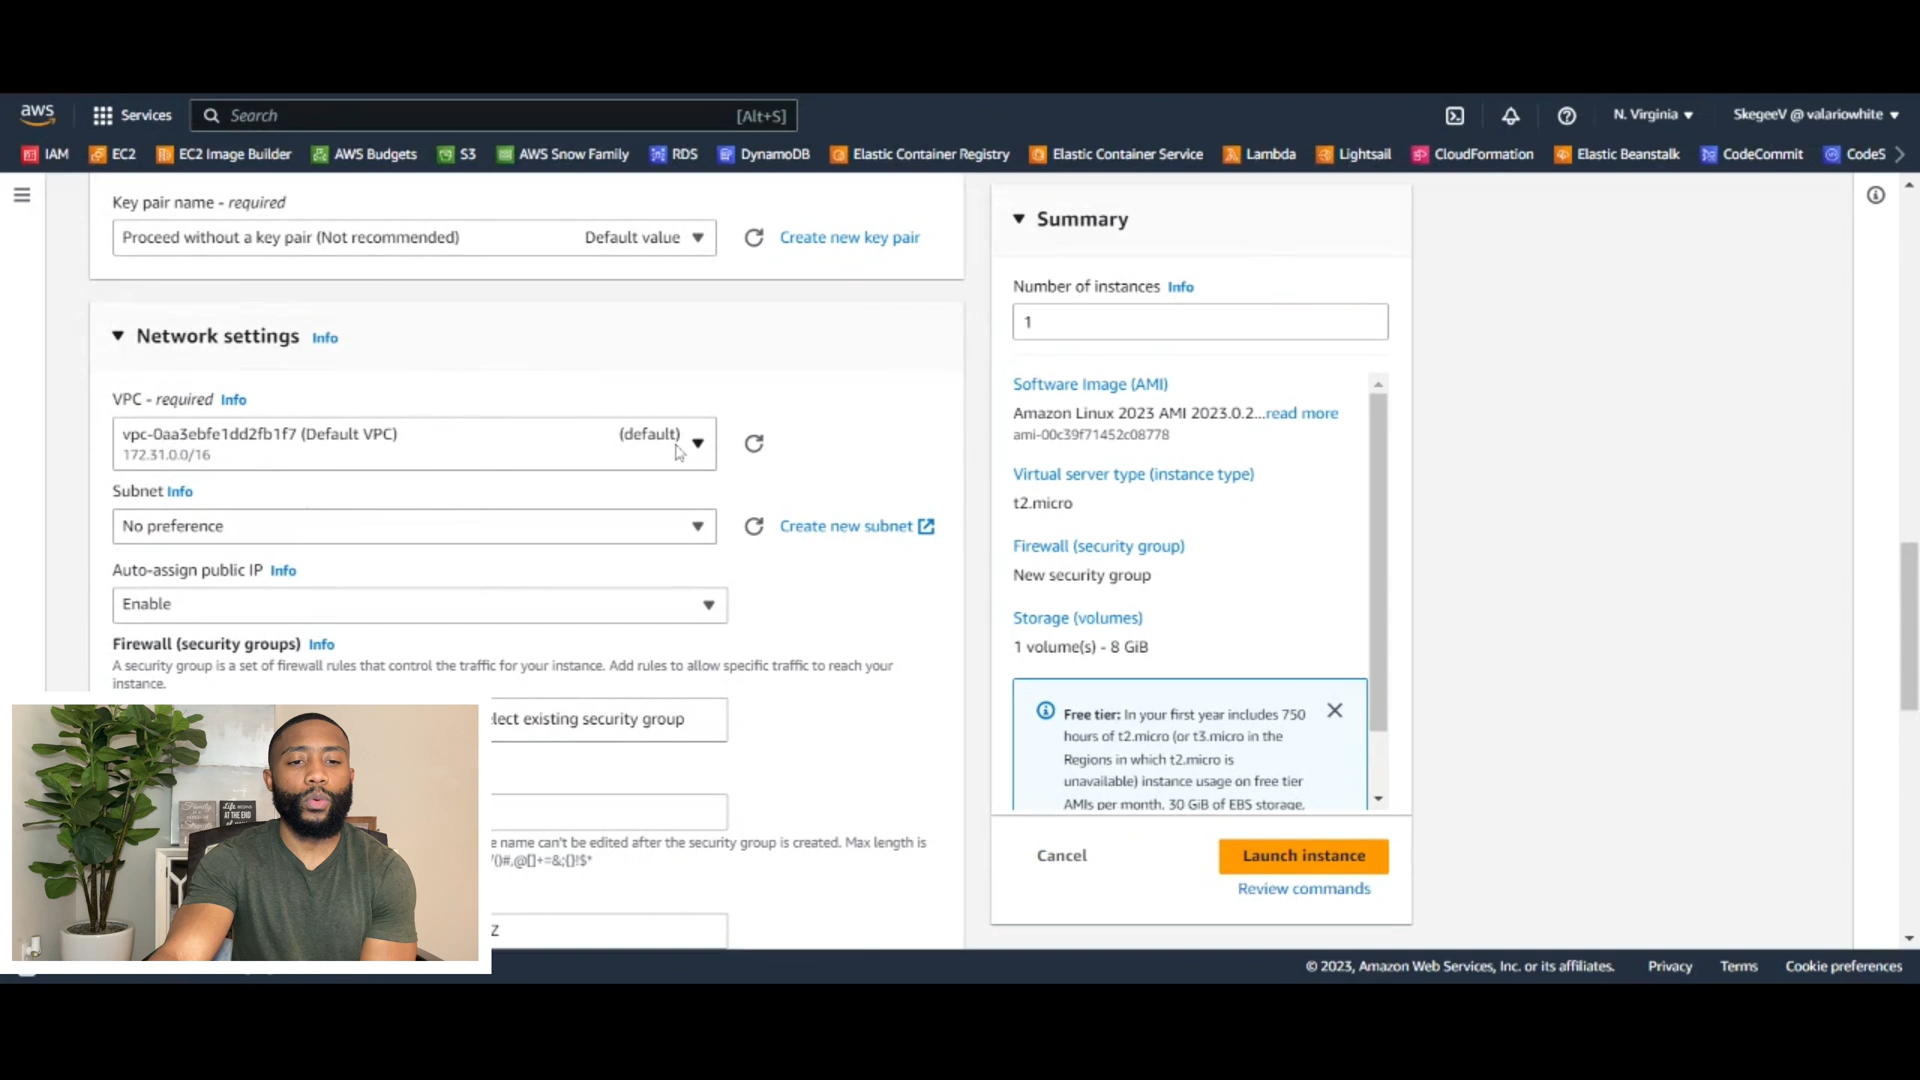 aws
Services
Search
[Alt+S]
N. Virginia
SkegeeV @ valariowhite
IAM
EC2
EC2 Image Builder
AWS Budgets
S3
AWS Snow Family
RDS
DynamoDB
Elastic Container Registry
Elastic Container Service
Lambda
Lightsail
CloudFormation
Elastic Beanstalk
CodeCommit
CodeS
Key pair name - required
Proceed without a key pair (Not recommended) Default value
Create new key pair
Network settings Info
VPC - required Info
vpc-0aa3ebfe1dd2fb1f7 (Default VPC) (default)
172.31.0.0/16
Subnet Info
No preference
Create new subnet
Auto-assign public IP Info
Enable
Firewall (security groups) Info
A security group is a set of firewall rules that control the traffic for your instance. Add rules to allow specific traffic to reach your
instance.
lect existing security group
e name can't be edited after the security group is created. Max length is
/()#,@[]+=&;{}!$*
Z
Summary
Number of instances Info
1
Software Image (AMI)
Amazon Linux 2023 AMI 2023.0.2...read more
ami-00c39f71452c08778
Virtual server type (instance type)
t2.micro
Firewall (security group)
New security group
Storage (volumes)
1 volume(s) - 8 GiB
Free tier: In your first year includes 750
hours of t2.micro (or t3.micro in the
Regions in which t2.micro is
unavailable) instance usage on free tier
AMIs per month, 30 GiB of EBS storage,
Cancel
Launch instance
Review commands
© 2023, Amazon Web Services, Inc. or its affiliates.
Privacy
Terms
Cookie preferences